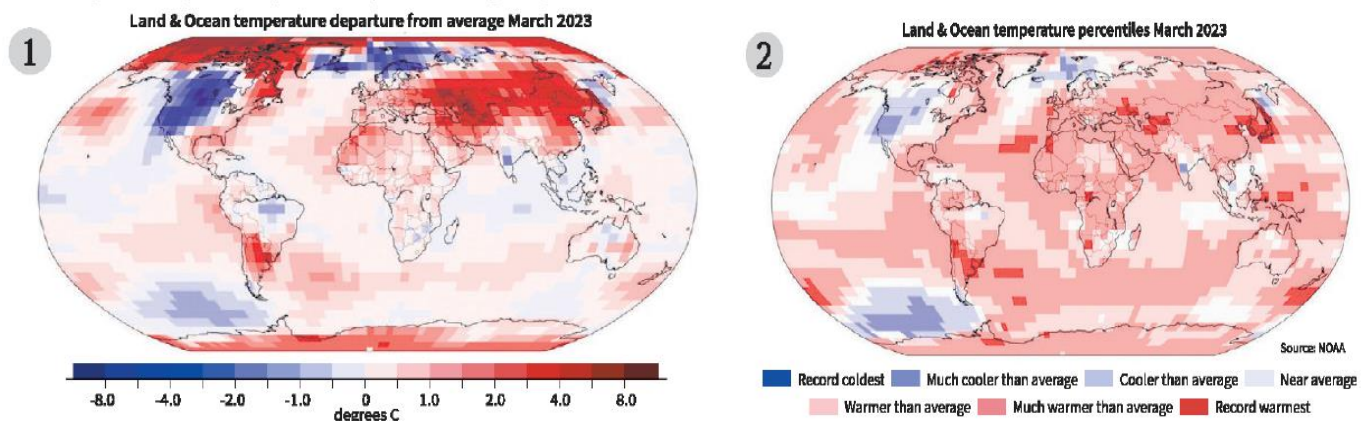 Land & Ocean temperature departure from average March 2023
1
-8.0 -4.0 -2.0 -1.0 0 1.0 2.0 4.0 8.0
degrees C
Land & Ocean temperature percentiles March 2023
2
Source: NOAA
Record coldest Much cooler than average Cooler than average Near average
Warmer than average Much warmer than average Record warmest